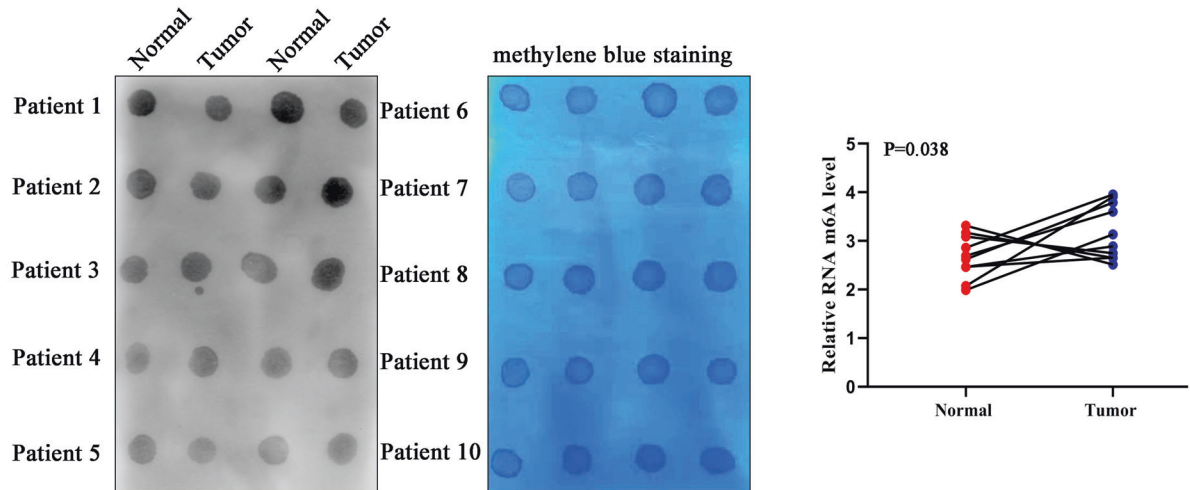 Normal
Tumor
Normal
Tumor
methylene blue staining
Patient 1
Patient 6
Patient 2
Patient 7
Patient 3
Patient 8
Patient 4
Patient 9
Patient 5
Patient 10
P=0.038
Relative RNA m6A level
5
4
3
2
1
0
Normal
Tumor